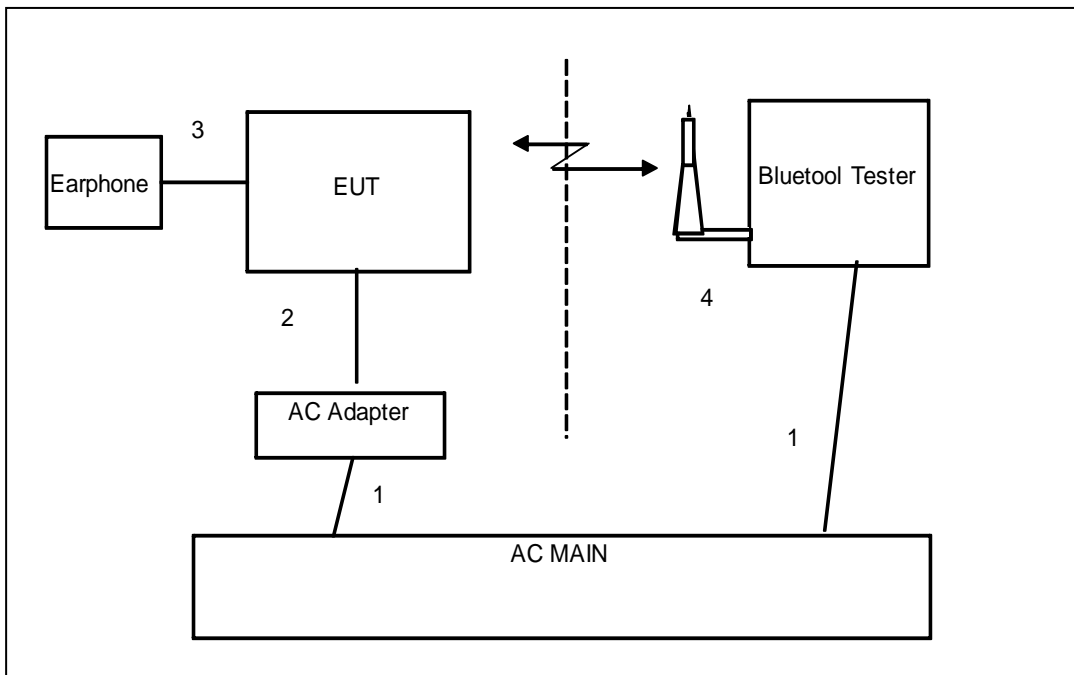 3
Earphone
EUT
Bluetool Tester
4
2
AC Adapter
1
1
AC MAIN